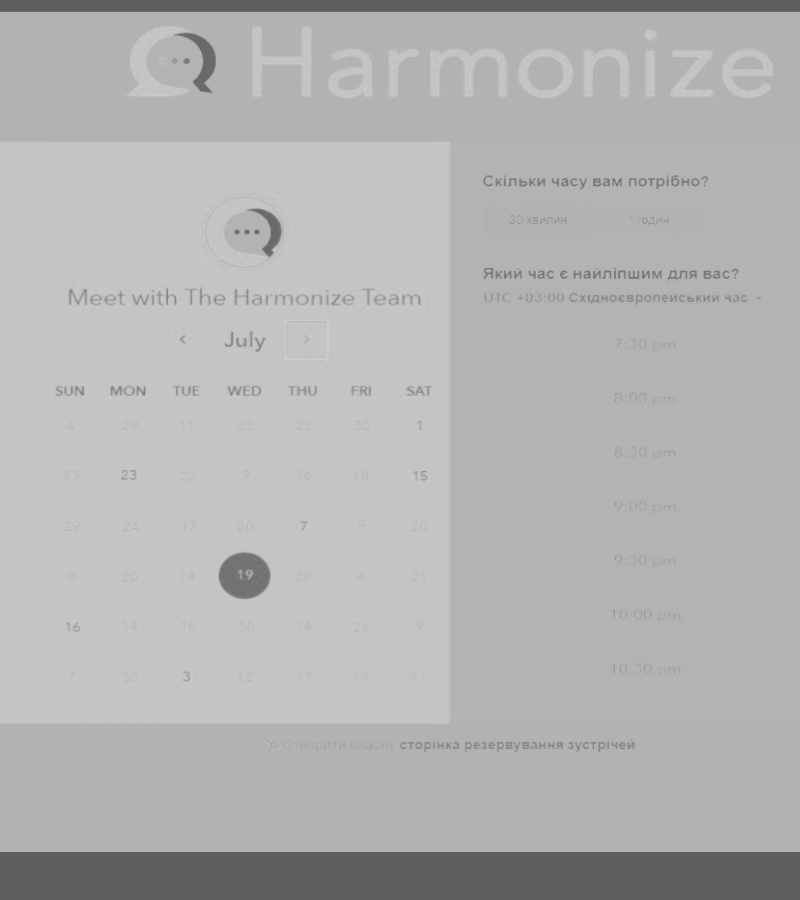 Harmonize
Meet with The Harmonize Team
‹ July ›
SUN MON TUE WED THU FRI SAT
4 29 11 22 22 30 1
13 23 22 9 16 18 15
29 24 17 20 7 9 20
8 20 14 19 28 4 21
16 14 16 30 14 26 9
7 30 3 12 17 19 11
Скільки часу вам потрібно?
30 хвилин 1 годин
Який час є найліпшим для вас?
UTC +03:00 Східноєвропейський час
7:30 pm
8:00 pm
8:30 pm
9:00 pm
9:30 pm
10:00 pm
10:30 pm
Створити власну сторінка резервування зустрічей